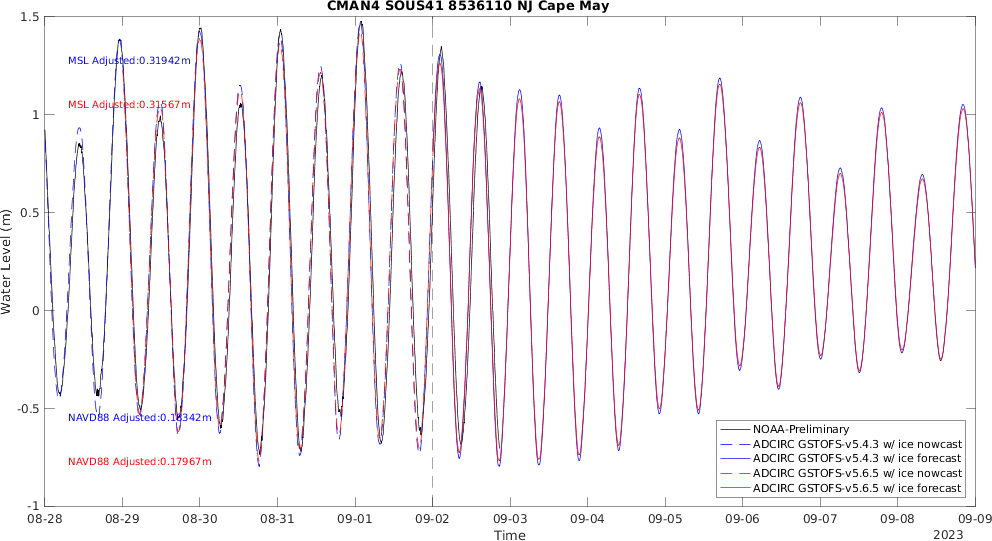 CMAN4 SOUS41 8536110 NJ Cape May
1.5
1
0.5
0
-0.5
-1
Water Level (m)
MSL Adjusted:0.31942m
MSL Adjusted:0.31567m
NAVD88 Adjusted:0.18342m
NAVD88 Adjusted:0.17967m
NOAA-Preliminary
ADCIRC GSTOFS-v5.4.3 w/ ice nowcast
ADCIRC GSTOFS-v5.4.3 w/ ice forecast
ADCIRC GSTOFS-v5.6.5 w/ ice nowcast
ADCIRC GSTOFS-v5.6.5 w/ ice forecast
08-28 08-29 08-30 08-31 09-01 09-02 09-03 09-04 09-05 09-06 09-07 09-08 09-09
Time
2023